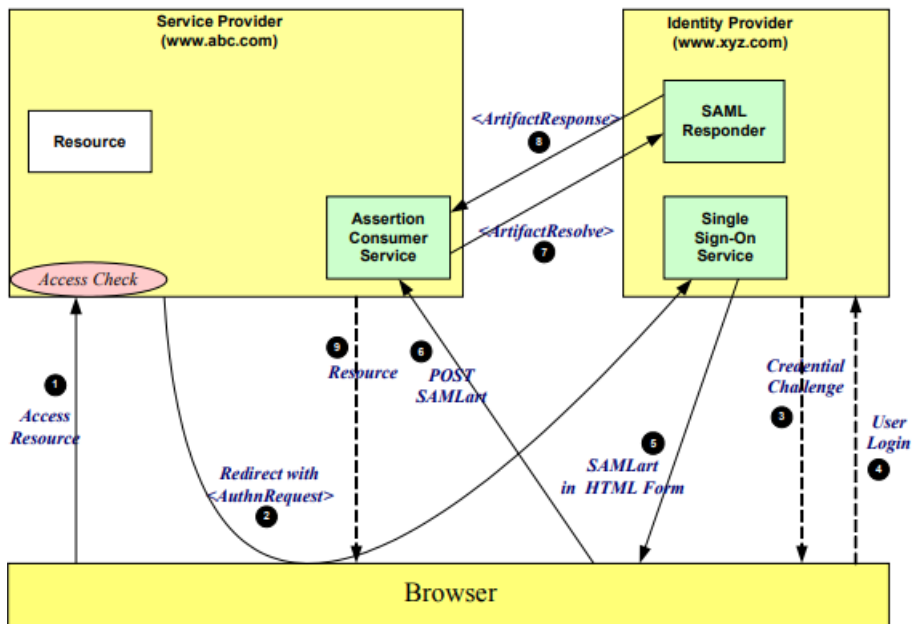 Service Provider
(www.abc.com)
Identity Provider
(www.xyz.com)
Resource
<ArtifactResponse>
8
SAML
Responder
Assertion
Consumer
Service
<ArtifactResolve>
7
Single
Sign-On
Service
Access Check
1
Access
Resource
9
Resource
6
POST
SAMLart
Credential
Challenge
3
User
Login
4
5
SAMLart
in HTML Form
Redirect with
<AuthnRequest>
2
Browser